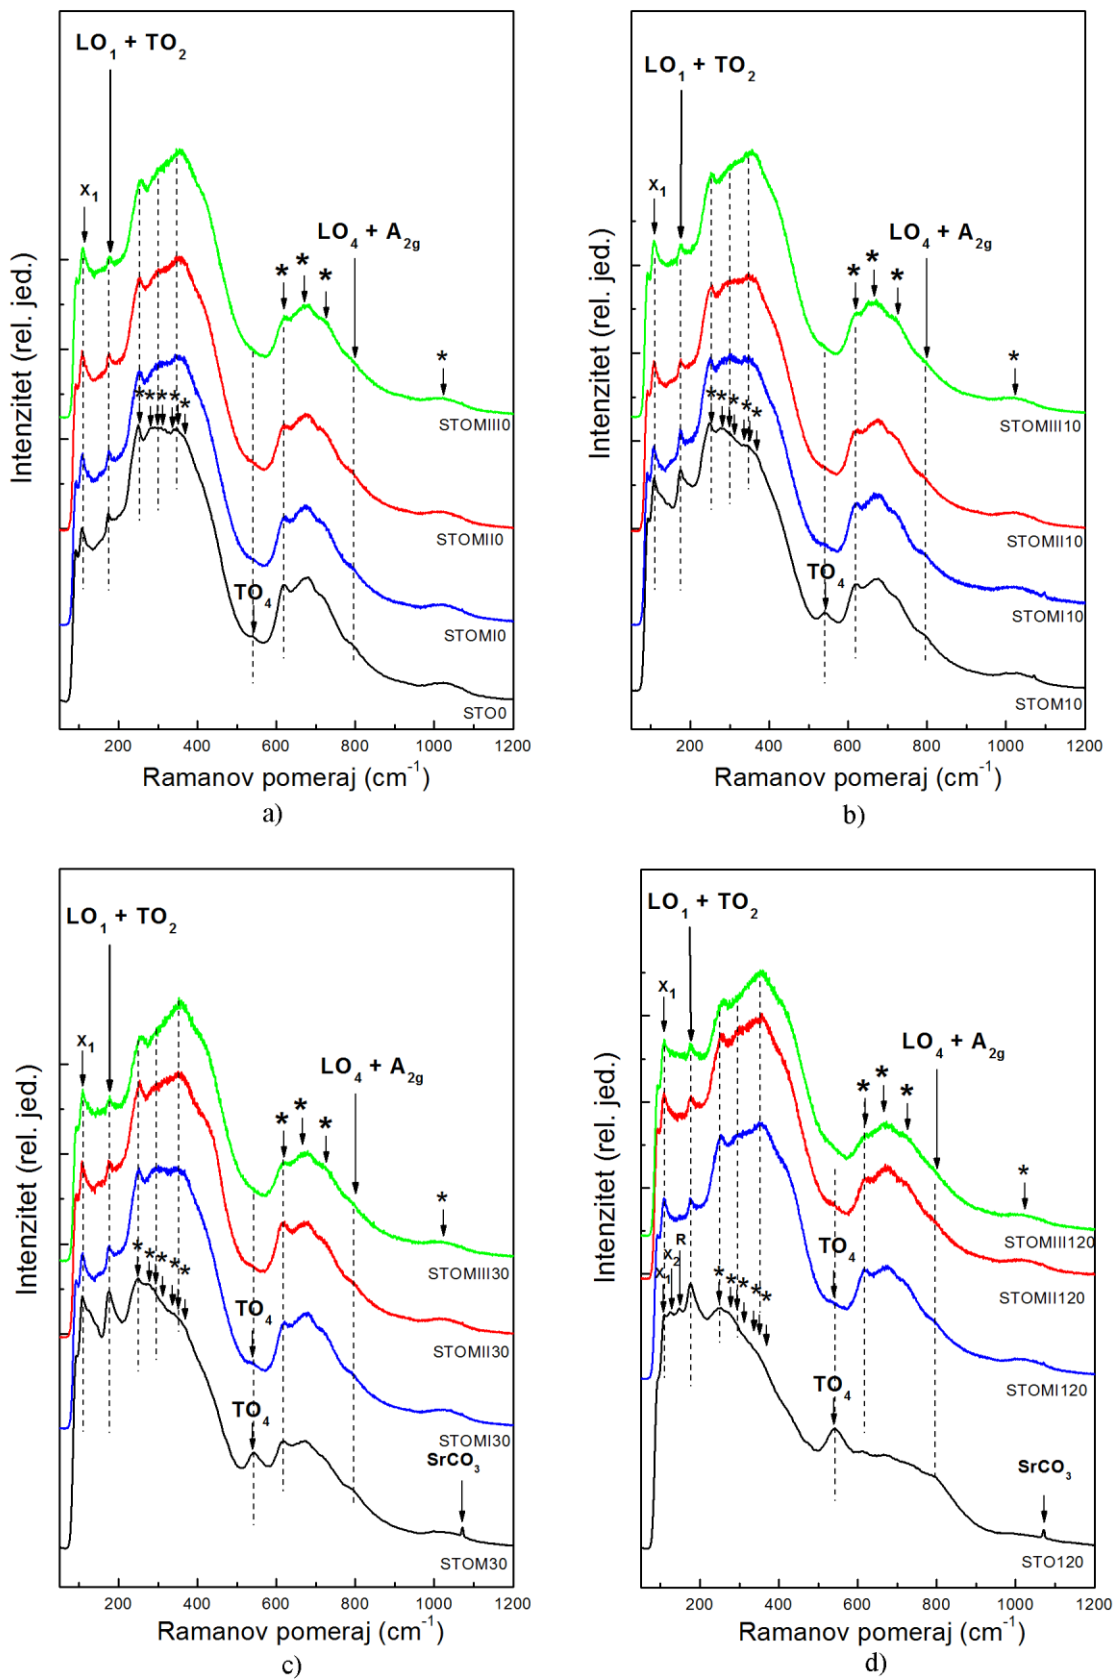 LO₁ + TO₂
X₁
LO₄ + A₂g
* * *
*
* * * * * *
TO₄
STOMIII0
STOMII0
STOMI0
STO0
Intenzitet (rel. jed.)
200 400 600 800 1000 1200
Ramanov pomeraj (cm⁻¹)
a)
LO₁ + TO₂
X₁
LO₄ + A₂g
* * *
*
* * * * * *
TO₄
STOMIII10
STOMII10
STOMI10
STOM10
Intenzitet (rel. jed.)
200 400 600 800 1000 1200
Ramanov pomeraj (cm⁻¹)
b)
LO₁ + TO₂
X₁
LO₄ + A₂g
* * *
*
* * * * * *
TO₄
TO₄
SrCO₃
STOMIII30
STOMII30
STOMI30
STOM30
Intenzitet (rel. jed.)
200 400 600 800 1000 1200
Ramanov pomeraj (cm⁻¹)
c)
LO₁ + TO₂
X₁
LO₄ + A₂g
* * *
*
X₁ X₂ R
* * * * * *
TO₄
TO₄
SrCO₃
STOMIII120
STOMII120
STOMI120
STO120
Intenzitet (rel. jed.)
200 400 600 800 1000 1200
Ramanov pomeraj (cm⁻¹)
d)